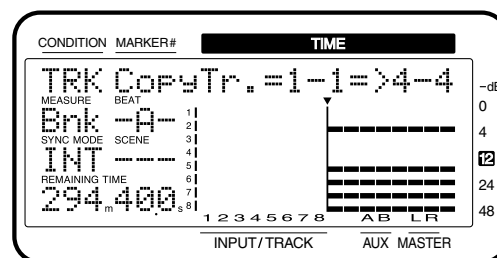 CONDITION MARKER# TIME
TRK CopyTr.=1-1=>4-4
MEASURE BEAT
Bnk -A-
SYNC MODE SCENE
INT ---
REMAINING TIME
294m40.0s
1
2
3
4
5
6
7
8
1 2 3 4 5 6 7 8 A B L R
INPUT/TRACK AUX MASTER
-dB
0
4
12
24
48